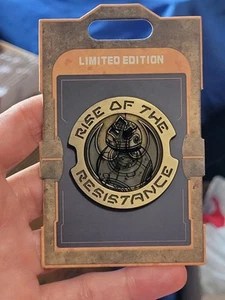 LIMITED EDITION
RISE OF THE
RESISTANCE